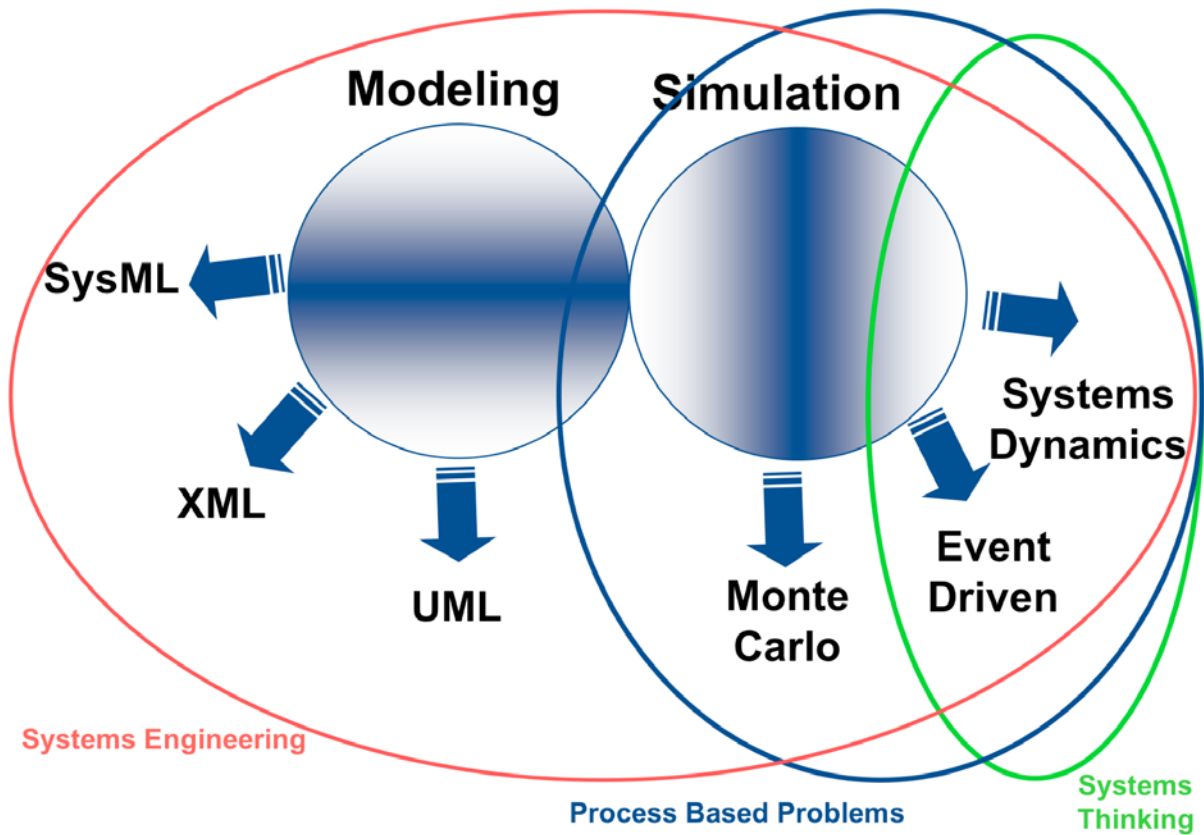 Modeling
Simulation
SysML
XML
UML
Monte
Carlo
Event
Driven
Systems
Dynamics
Systems Engineering
Process Based Problems
Systems
Thinking